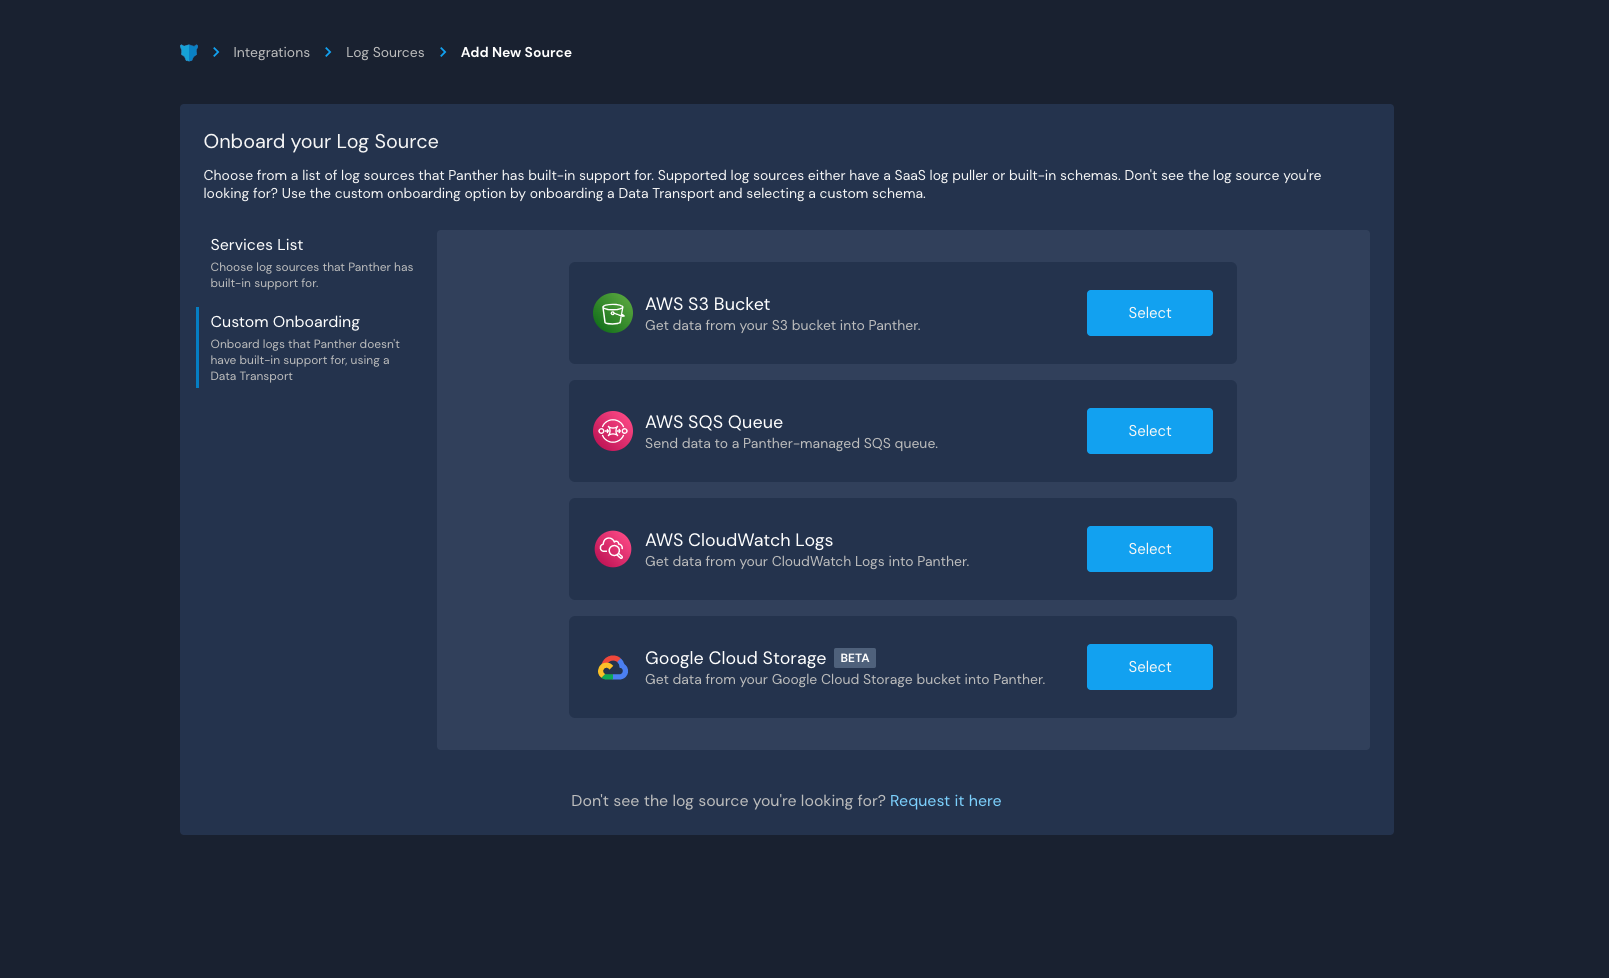 Integrations
Log Sources
Add New Source
Onboard your Log Source
Choose from a list of log sources that Panther has built-in support for. Supported log sources either have a SaaS log puller or built-in schemas. Don't see the log source you're
looking for? Use the custom onboarding option by onboarding a Data Transport and selecting a custom schema.
Services List
Choose log sources that Panther has
built-in support for.
Custom Onboarding
Onboard logs that Panther doesn't
have built-in support for, using a
Data Transport
AWS S3 Bucket
Get data from your S3 bucket into Panther.
Select
AWS SQS Queue
Send data to a Panther-managed SQS queue.
Select
AWS CloudWatch Logs
Get data from your CloudWatch Logs into Panther.
Select
Google Cloud Storage BETA
Get data from your Google Cloud Storage bucket into Panther.
Select
Don't see the log source you're looking for? Request it here